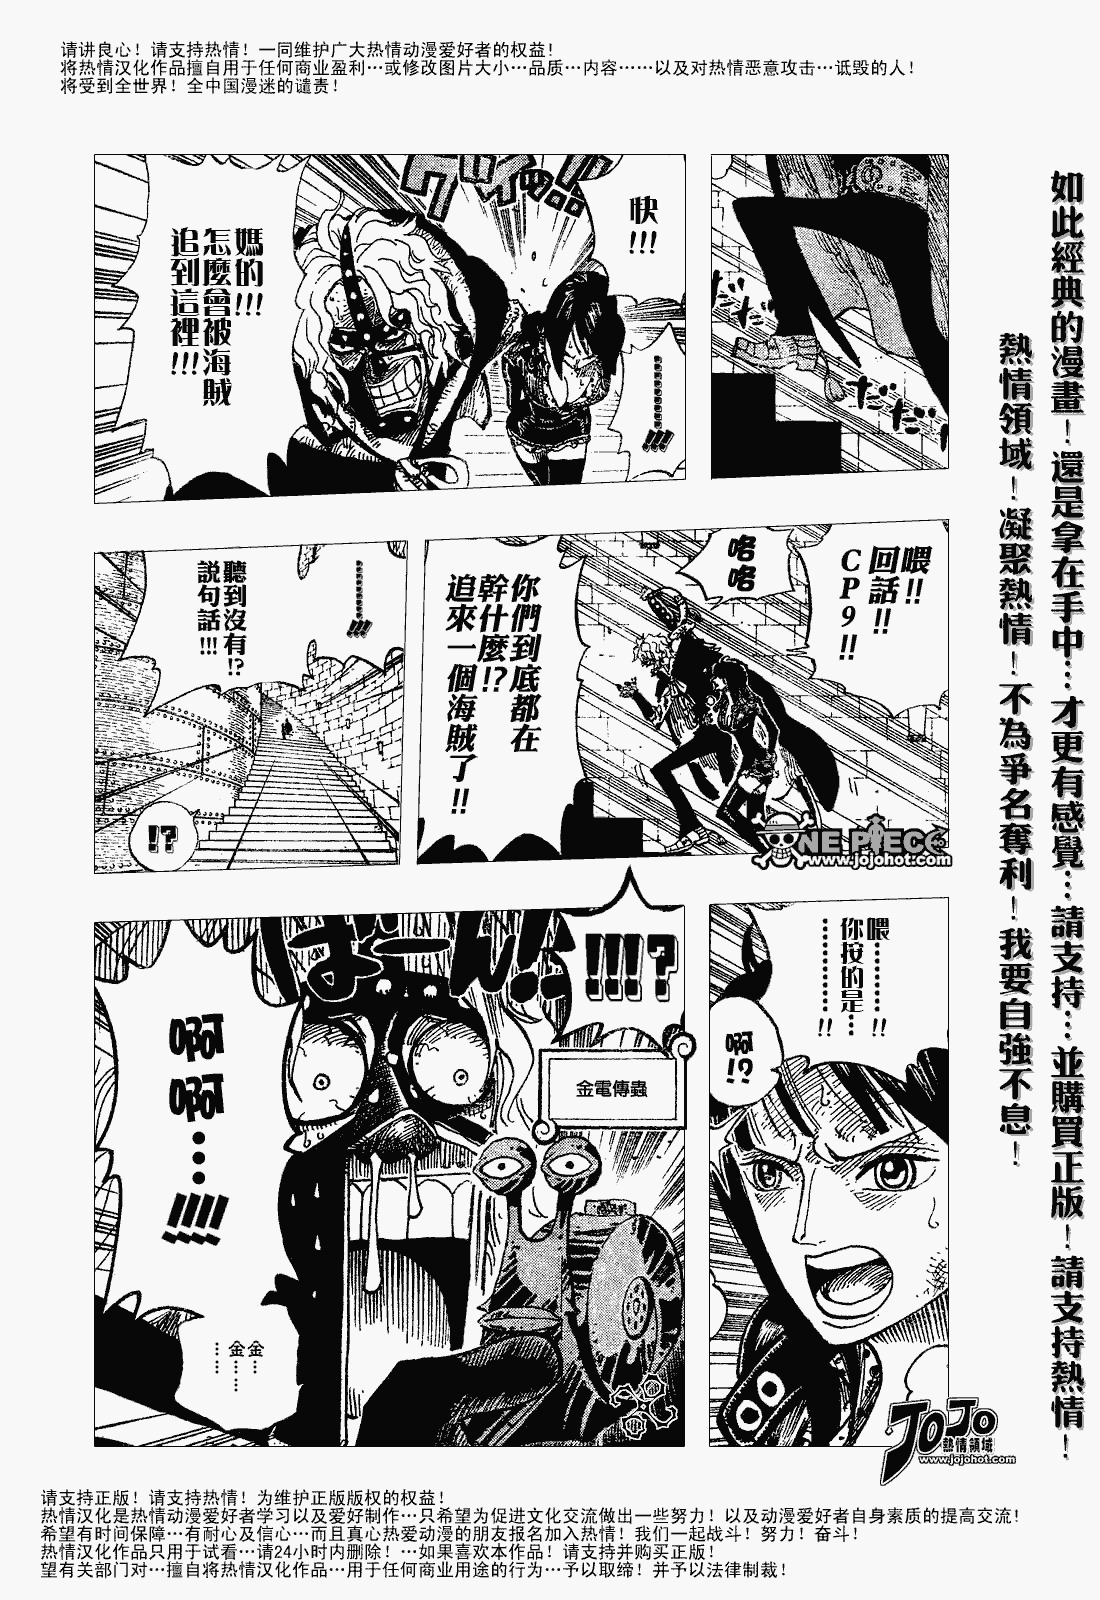 请讲良心！请支持热情！一同维护广大热情动漫爱好者的权益！
将热情汉化作品擅自用于任何商业盈利…或修改图片大小…品质…内容……以及对热情恶意攻击…诋毁的人！
将受到全世界！全中国漫迷的谴责！
如此經典的漫畫！還是拿在手中…才更有感覺…請支持…並購買正版！請支持熱情！
熱情領域！凝聚熱情！不為爭名奪利！我要自強不息！
だだだ
快!!!
…………!!!
媽的!!!
怎麼會被海賊
追到這裡!!!
喂!!
回話!!
CP9!!
咯咯
你們到底都在
幹什麼!?
追來一個海賊了!!
ONE PIECE
www.jojohot.com
…………!!!
聽到沒有!?
説句話!!!
!?
喂………!!
你按的是…
………!!
啊!?
!!!?
ばーん!!
金電傳蟲
啊
啊…
!!!!
金…
金………
……
JOJO
熱情領域
www.jojohot.com
请支持正版！请支持热情！为维护正版版权的权益！
热情汉化是热情动漫爱好者学习以及爱好制作…只希望为促进文化交流做出一些努力！以及动漫爱好者自身素质的提高交流！
希望有时间保障…有耐心及信心…而且真心热爱动漫的朋友报名加入热情！我们一起战斗！努力！奋斗！
热情汉化作品只用于试看…请24小时内删除！…如果喜欢本作品！请支持并购买正版！
望有关部门对…擅自将热情汉化作品…用于任何商业用途的行为…予以取缔！并予以法律制裁！